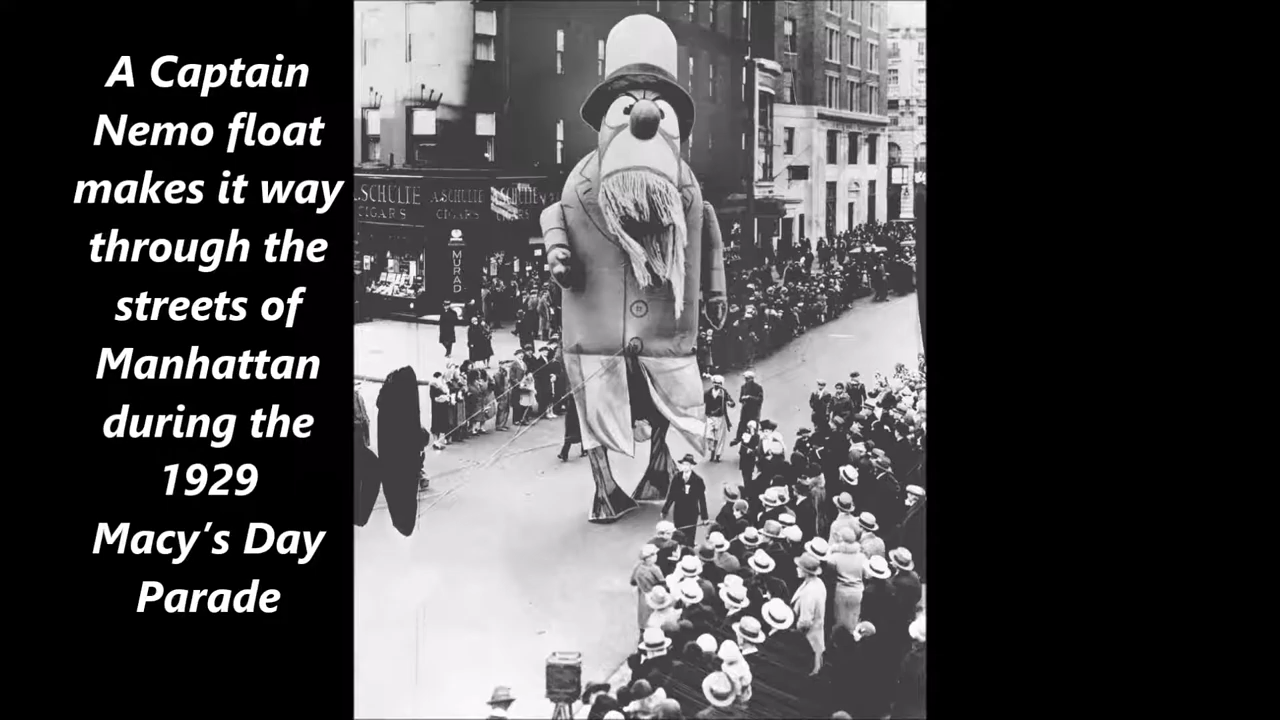 A Captain
Nemo float
makes it way
through the
streets of
Manhattan
during the
1929
Macy's Day
Parade
A.SCHULTE A.SCHULTE
CIGARS CIGARS
MURAD